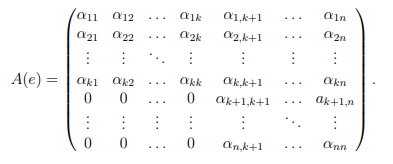 α11 α12 … α1k α1,k+1 … α1n
α21 α22 … α2k α2,k+1 … α2n
⋮ ⋮ ⋱ ⋮ ⋮ ⋮ ⋮
A(e) = αk1 αk2 … αkk αk,k+1 … αkn .
0 0 … 0 αk+1,k+1 … ak+1,n
⋮ ⋮ ⋮ ⋮ ⋮ ⋱ ⋮
0 0 … 0 αn,k+1 … αnn